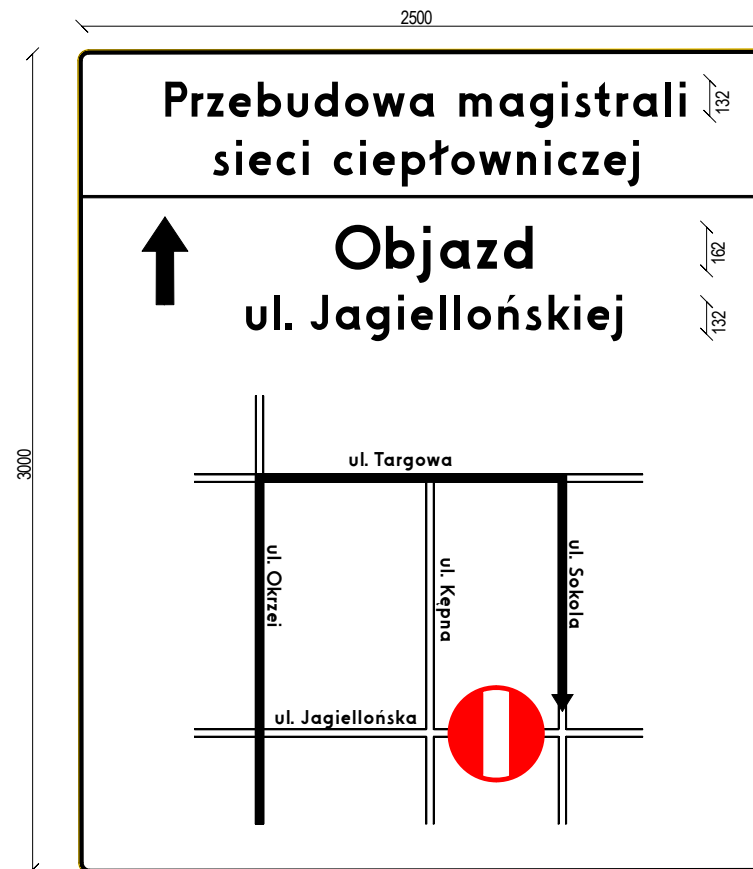 2500
3000
Przebudowa magistrali
132
sieci ciepłowniczej
Objazd
162
ul. Jagiellońskiej
132
ul. Targowa
ul. Okrzei
ul. Kępna
ul. Sokola
ul. Jagiellońska